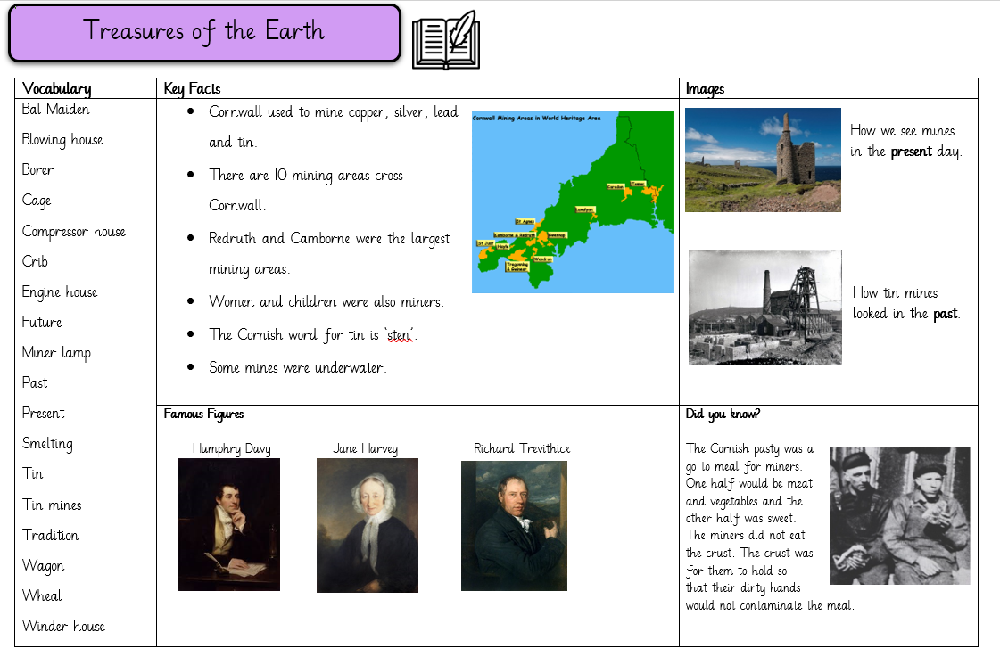 Treasures of the Earth
Vocabulary
Bal Maiden
Blowing house
Borer
Cage
Compressor house
Crib
Engine house
Future
Miner lamp
Past
Present
Smelting
Tin
Tin mines
Tradition
Wagon
Wheal
Winder house
Key Facts
Cornwall used to mine copper, silver, lead
and tin.
There are 10 mining areas cross
Cornwall.
Redruth and Camborne were the largest
mining areas.
Women and children were also miners.
The Cornish word for tin is ‘sten’.
Some mines were underwater.
Cornwall Mining Areas in World Heritage Area
Caradon
Tamar
Luxulyan
St Agnes
Camborne & Redruth
Gwennap
St Just
Hayle
Wendron
Tregonning
& Gwinear
Images
How we see mines
in the present day.
How tin mines
looked in the past.
Famous Figures
Humphry Davy
Jane Harvey
Richard Trevithick
Did you know?
The Cornish pasty was a
go to meal for miners.
One half would be meat
and vegetables and the
other half was sweet.
The miners did not eat
the crust. The crust was
for them to hold so
that their dirty hands
would not contaminate the meal.